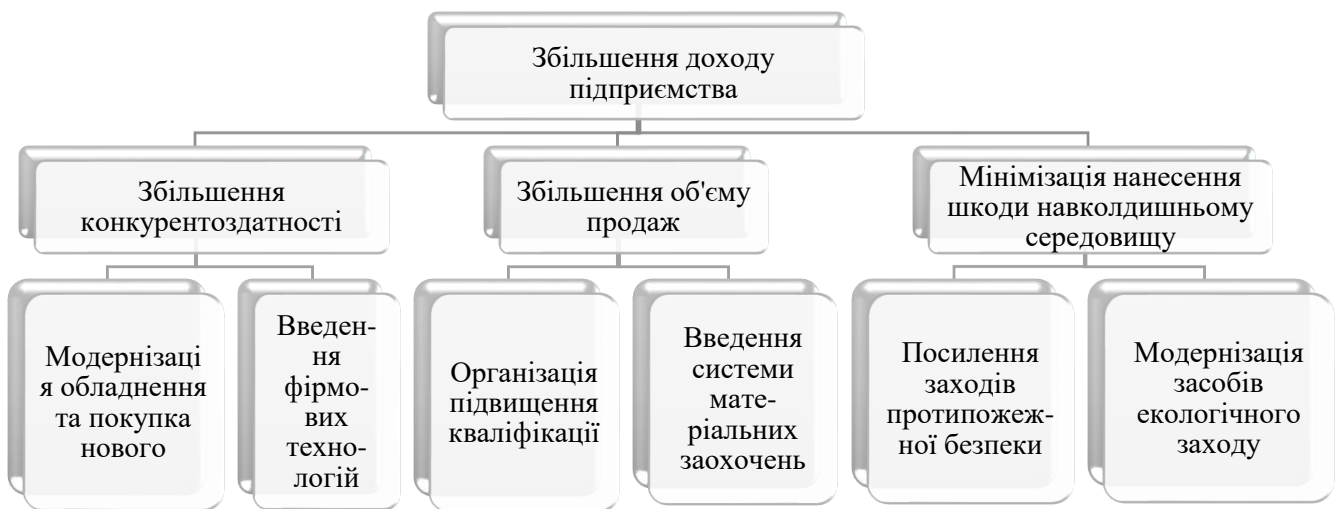 Збільшення доходу
підприємства
Збільшення
конкурентоздатності
Збільшення об'єму
продаж
Мінімізація нанесення
шкоди навколдишньому
середовищу
Модернізаці
я обладнення
та покупка
нового
Введен-
ня
фірмо-
вих
техно-
логій
Організація
підвищення
кваліфікації
Введення
системи
мате-
ріальних
заохочень
Посилення
заходів
протипожеж-
ної безпеки
Модернізація
засобів
екологічного
заходу